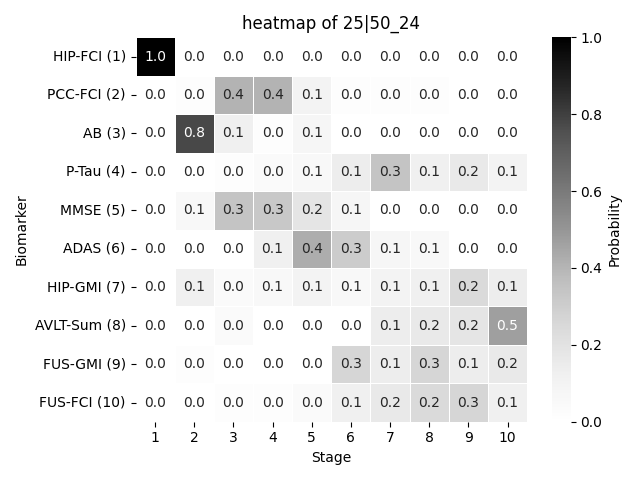 heatmap of 25|50_24
HIP-FCI (1) 1.0 0.0 0.0 0.0 0.0 0.0 0.0 0.0 0.0 0.0
PCC-FCI (2) 0.0 0.0 0.4 0.4 0.1 0.0 0.0 0.0 0.0 0.0
AB (3) 0.0 0.8 0.1 0.0 0.1 0.0 0.0 0.0 0.0 0.0
P-Tau (4) 0.0 0.0 0.0 0.0 0.1 0.1 0.3 0.1 0.2 0.1
MMSE (5) 0.0 0.1 0.3 0.3 0.2 0.1 0.0 0.0 0.0 0.0
ADAS (6) 0.0 0.0 0.0 0.1 0.4 0.3 0.1 0.1 0.0 0.0
HIP-GMI (7) 0.0 0.1 0.0 0.1 0.1 0.1 0.1 0.1 0.2 0.1
AVLT-Sum (8) 0.0 0.0 0.0 0.0 0.0 0.0 0.1 0.2 0.2 0.5
FUS-GMI (9) 0.0 0.0 0.0 0.0 0.0 0.3 0.1 0.3 0.1 0.2
FUS-FCI (10) 0.0 0.0 0.0 0.0 0.0 0.1 0.2 0.2 0.3 0.1
1 2 3 4 5 6 7 8 9 10
Stage
Biomarker
1.0
0.8
0.6
0.4
0.2
0.0
Probability